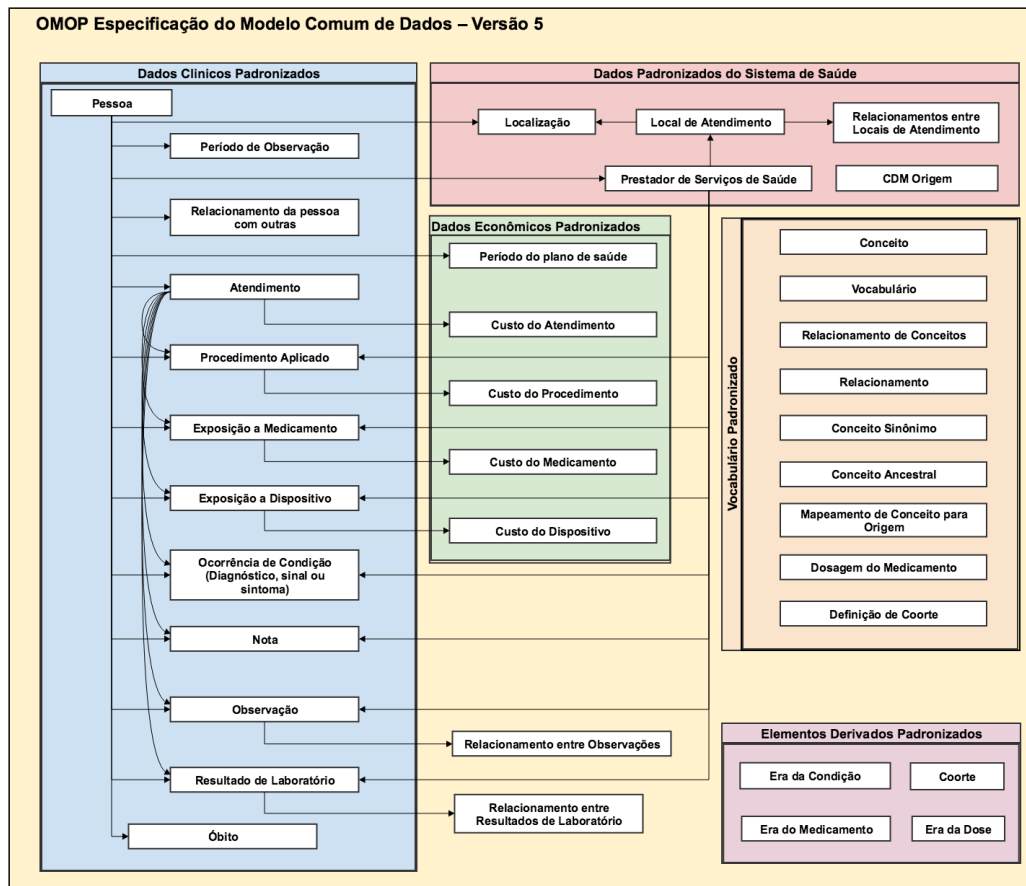 OMOP Especificação do Modelo Comum de Dados – Versão 5
Dados Clinicos Padronizados
Pessoa
Período de Observação
Relacionamento da pessoa
com outras
Atendimento
Procedimento Aplicado
Exposição a Medicamento
Exposição a Dispositivo
Ocorrência de Condição
(Diagnóstico, sinal ou
sintoma)
Nota
Observação
Resultado de Laboratório
Óbito
Dados Padronizados do Sistema de Saúde
Localização
Local de Atendimento
Relacionamentos entre
Locais de Atendimento
Prestador de Serviços de Saúde
CDM Origem
Dados Econômicos Padronizados
Período do plano de saúde
Custo do Atendimento
Custo do Procedimento
Custo do Medicamento
Custo do Dispositivo
Relacionamento entre Observações
Relacionamento entre
Resultados de Laboratório
Vocabulário Padronizado
Conceito
Vocabulário
Relacionamento de Conceitos
Relacionamento
Conceito Sinônimo
Conceito Ancestral
Mapeamento de Conceito para
Origem
Dosagem do Medicamento
Definição de Coorte
Elementos Derivados Padronizados
Era da Condição
Coorte
Era do Medicamento
Era da Dose